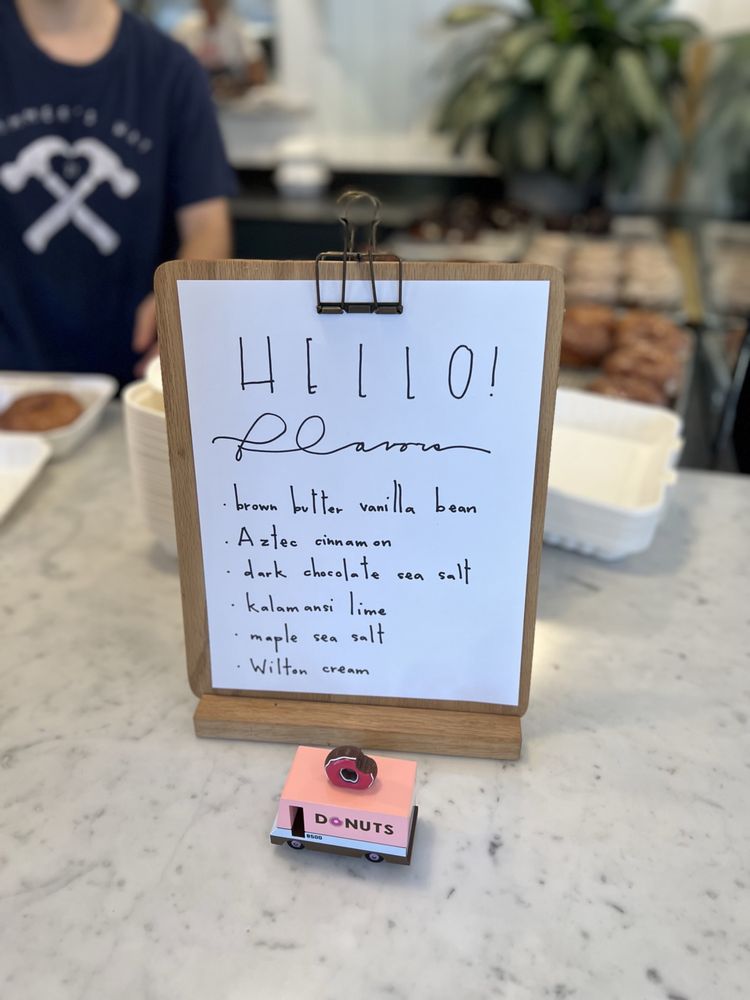 HELLO!
flavors
· brown butter vanilla bean
· Aztec cinnamon
· dark chocolate sea salt
· kalamansi lime
· maple sea salt
· Wilton cream
DONUTS